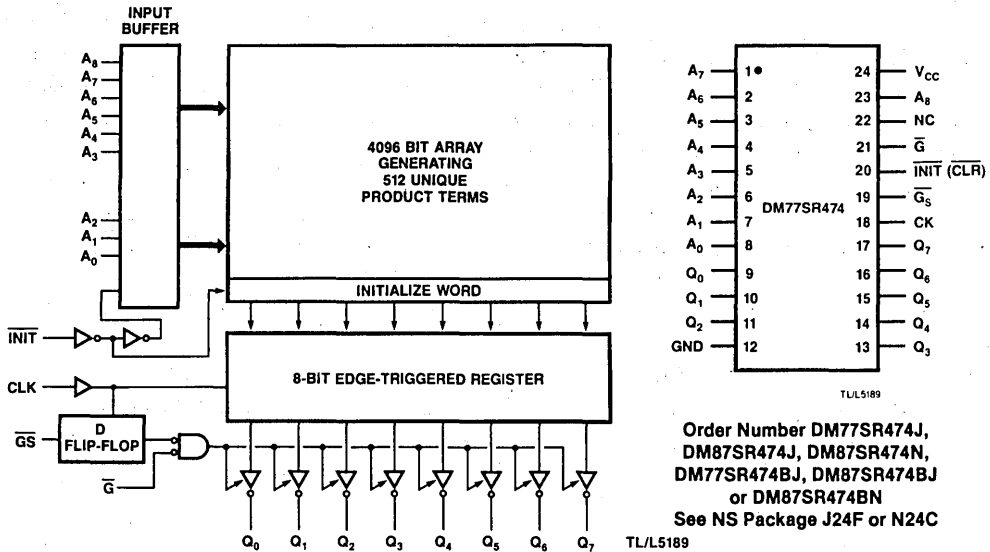 INPUT
BUFFER
A8
A7
A6
A5
A4
A3
A2
A1
A0
4096 BIT ARRAY
GENERATING
512 UNIQUE
PRODUCT TERMS
INITIALIZE WORD
INIT
CLK
8-BIT EDGE-TRIGGERED REGISTER
D
FLIP-FLOP
GS
G
Q0 Q1 Q2 Q3 Q4 Q5 Q6 Q7
TL/L5189
A7 1 24 VCC
A6 2 23 A8
A5 3 22 NC
A4 4 21 G
A3 5 20 INIT (CLR)
A2 6 19 GS
DM77SR474
A1 7 18 CK
A0 8 17 Q7
Q0 9 16 Q6
Q1 10 15 Q5
Q2 11 14 Q4
GND 12 13 Q3
TL/L5189
Order Number DM77SR474J,
DM87SR474J, DM87SR474N,
DM77SR474BJ, DM87SR474BJ
or DM87SR474BN
See NS Package J24F or N24C